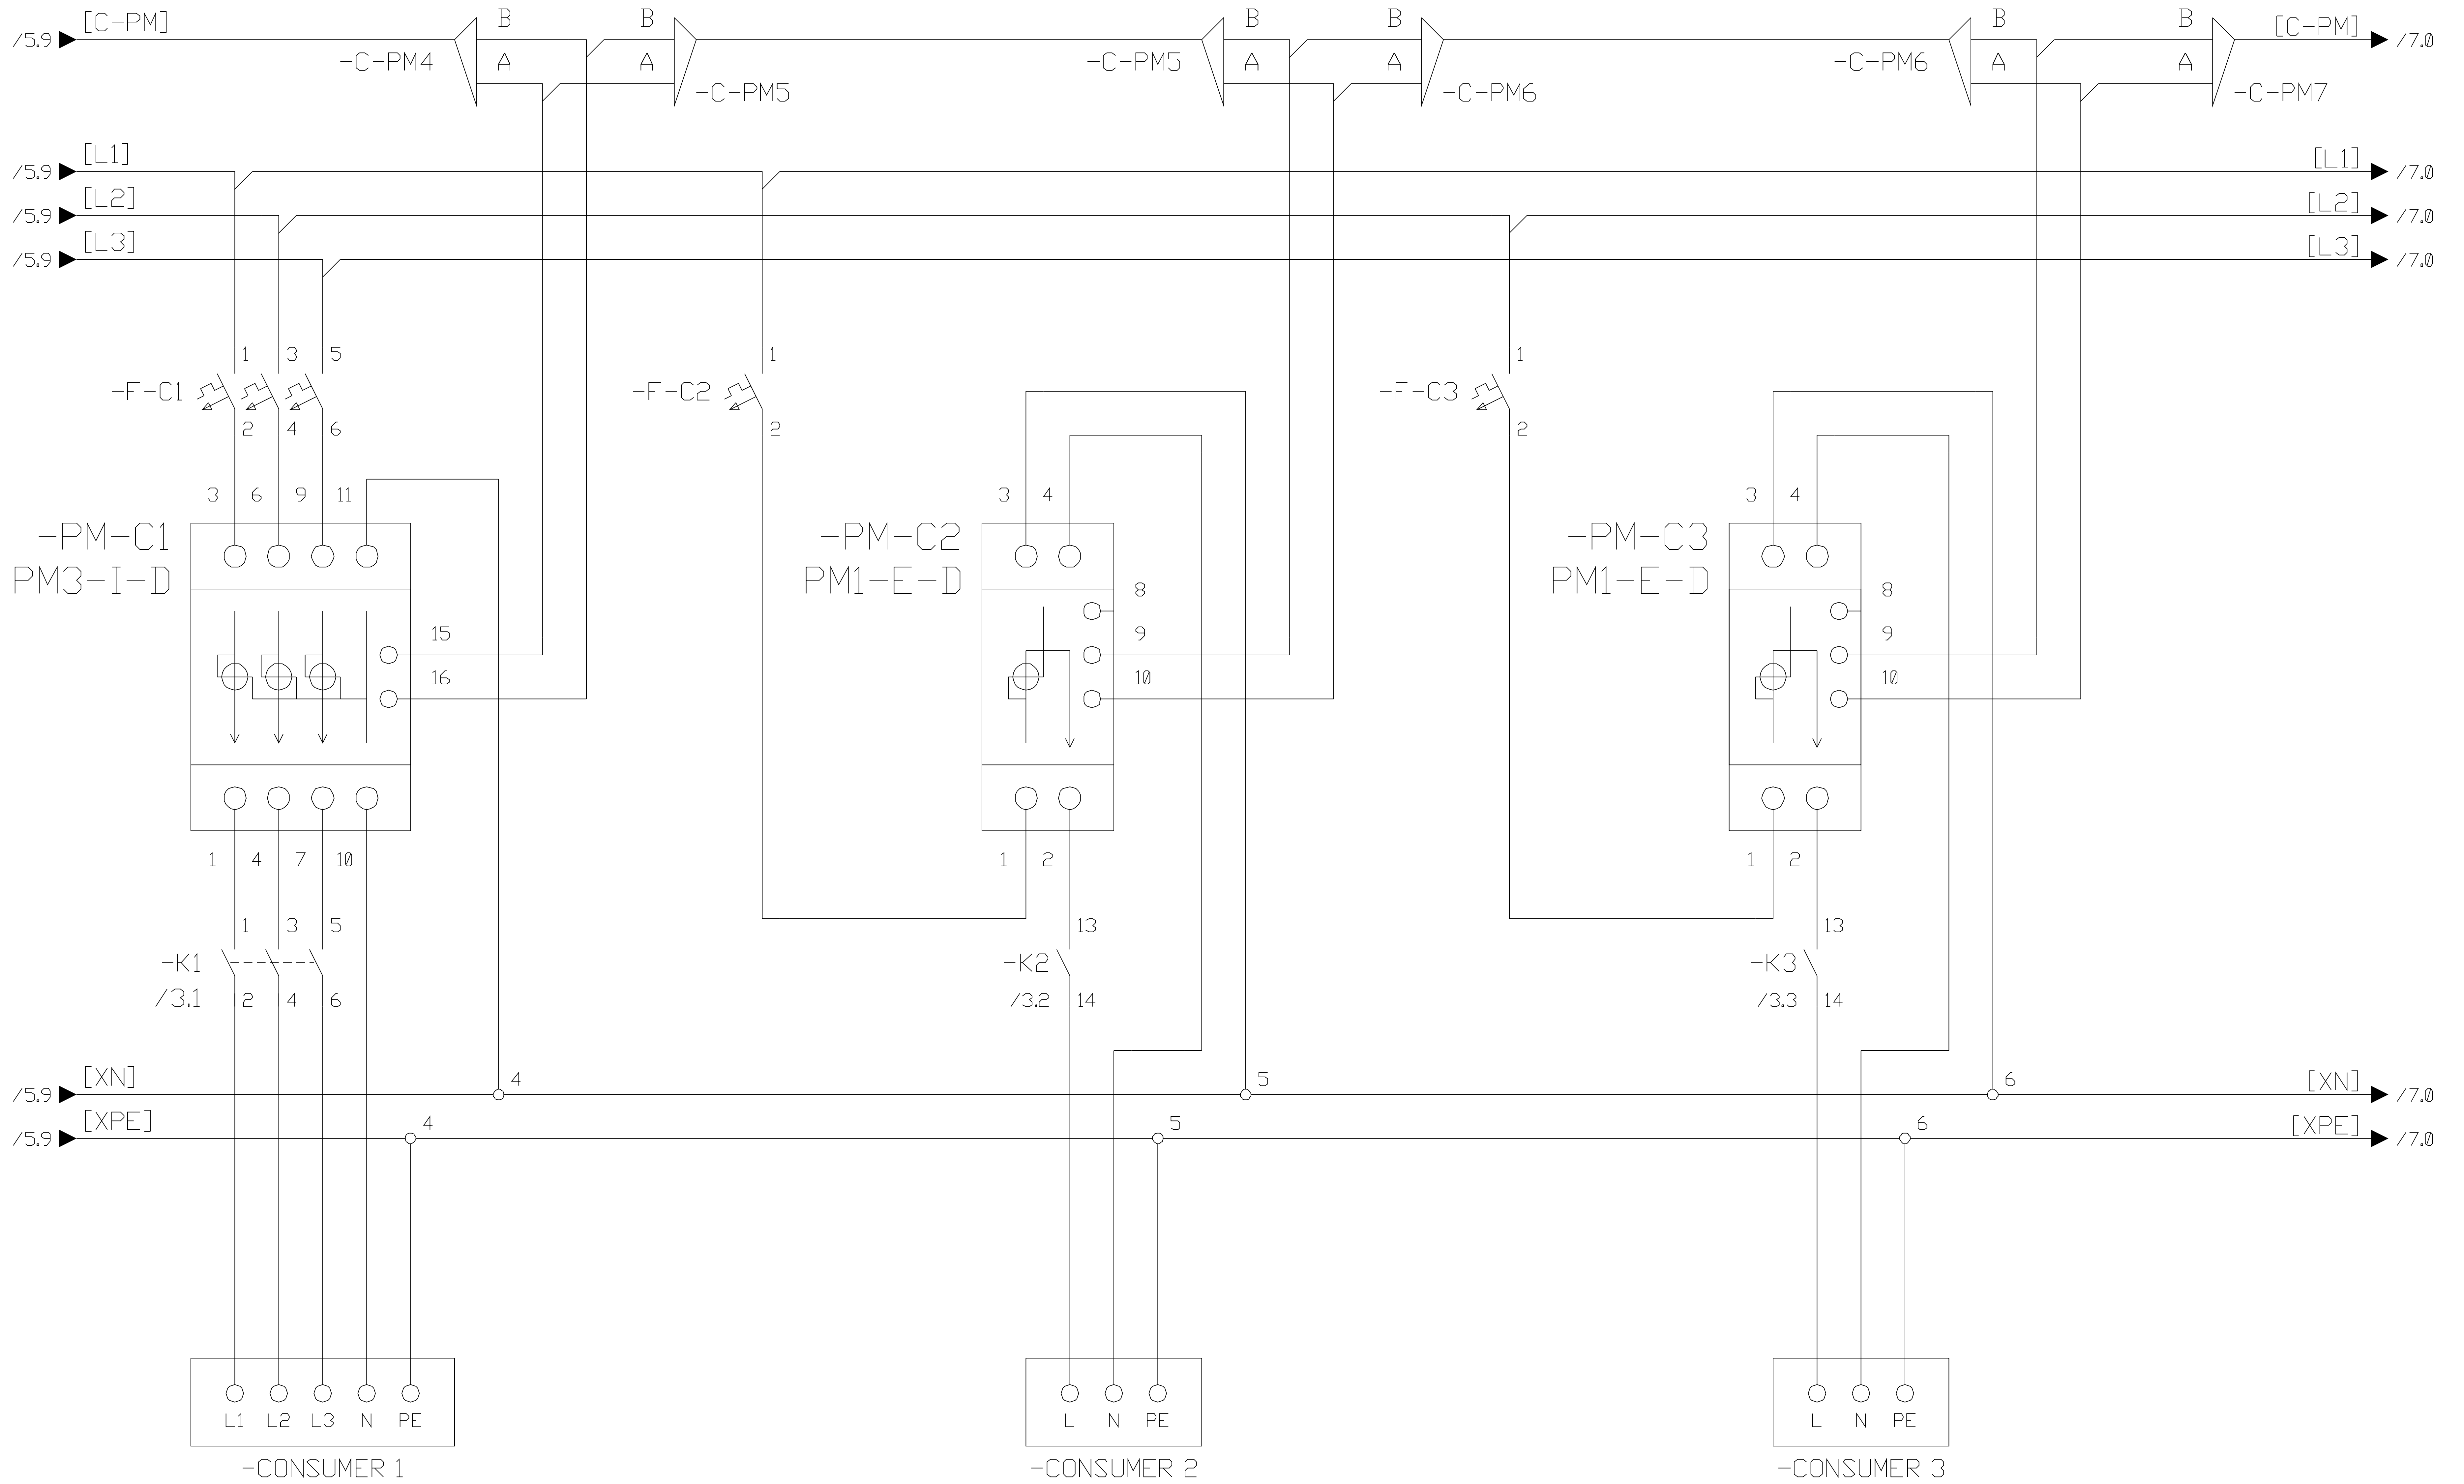 B B B B B B
/5.9 [C-PM] [C-PM] /7.0
-C-PM4 A A -C-PM5 -C-PM5 A A -C-PM6 -C-PM6 A A -C-PM7
/5.9 [L1] [L1] /7.0
/5.9 [L2] [L2] /7.0
/5.9 [L3] [L3] /7.0
1 3 5 1 1
-F-C1 -F-C2 -F-C3
2 4 6 2 2
3 6 9 11 3 4 3 4
-PM-C1 -PM-C2 -PM-C3
PM3-I-D PM1-E-D PM1-E-D
8 8
15 9 9
16 10 10
1 4 7 10 1 2 1 2
1 3 5 13 13
-K1 -K2 -K3
/3.1 2 4 6 /3.2 14 /3.3 14
4 5 6
/5.9 [XN] [XN] /7.0
4 5 6
/5.9 [XPE] [XPE] /7.0
L1 L2 L3 N PE L N PE L N PE
-CONSUMER 1 -CONSUMER 2 -CONSUMER 3